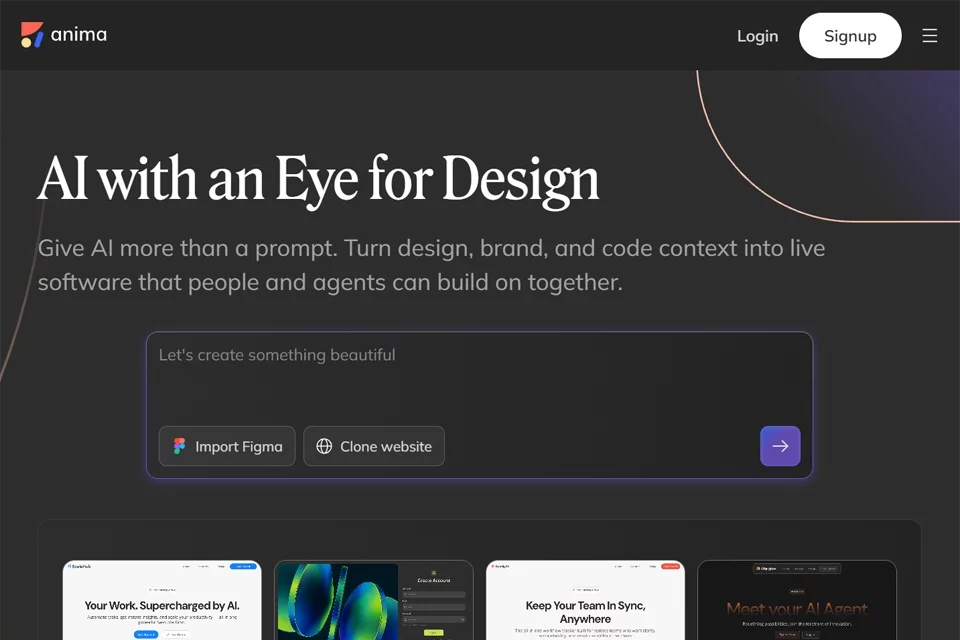 anima
Login
Signup
AI with an Eye for Design
Give AI more than a prompt. Turn design, brand, and code context into live
software that people and agents can build on together.
Let's create something beautiful
Import Figma
Clone website
Your Work. Supercharged by AI.
Create Account
Keep Your Team In Sync,
Anywhere
Meet your AI Agent